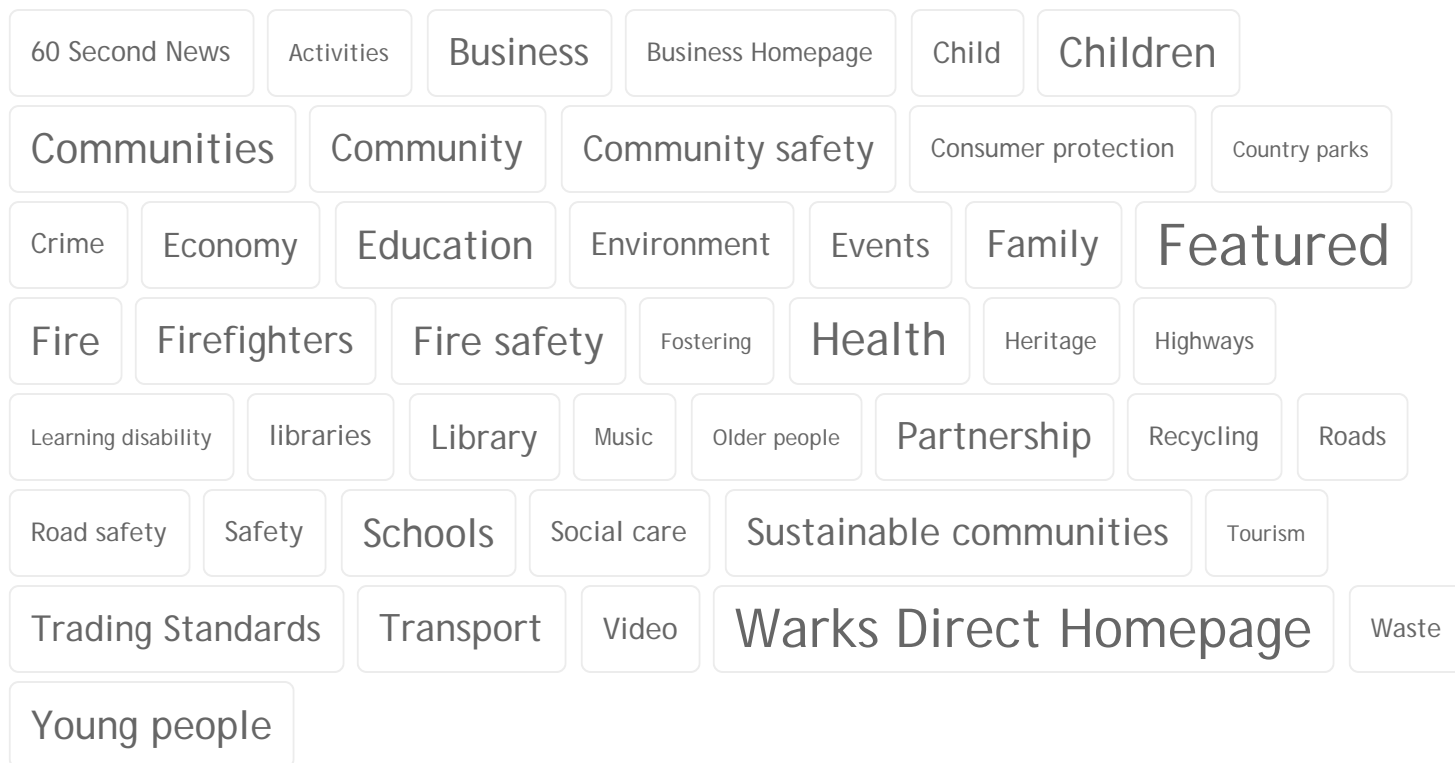 60 Second News Activities Business Business Homepage Child Children
Communities Community Community safety Consumer protection Country parks
Crime Economy Education Environment Events Family Featured
Fire Firefighters Fire safety Fostering Health Heritage Highways
Learning disability libraries Library Music Older people Partnership Recycling Roads
Road safety Safety Schools Social care Sustainable communities Tourism
Trading Standards Transport Video Warks Direct Homepage Waste
Young people